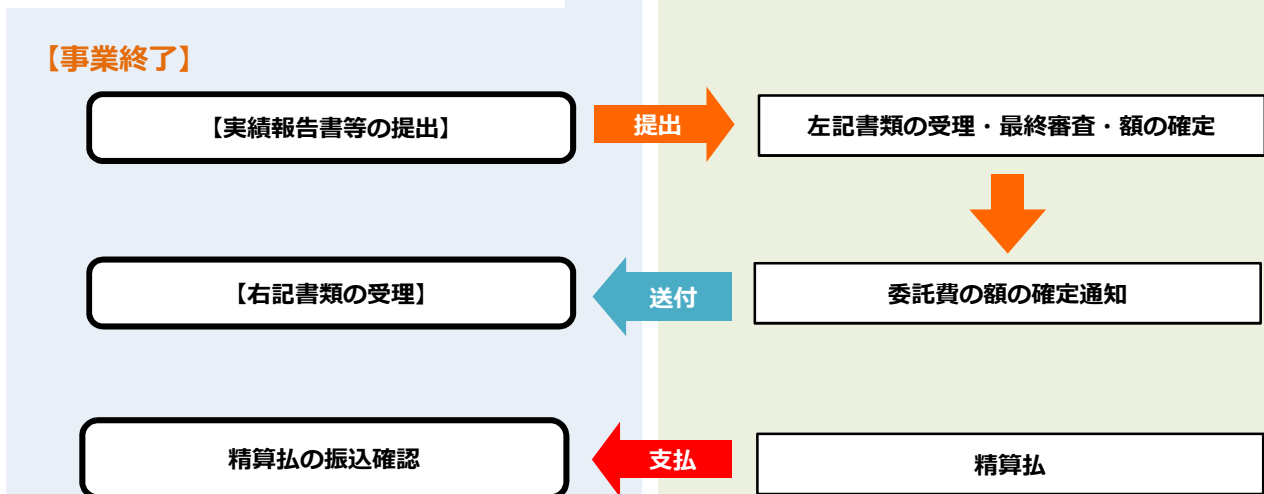 【事業終了】
【実績報告書等の提出】
提出
左記書類の受理・最終審査・額の確定
【右記書類の受理】
送付
委託費の額の確定通知
精算払の振込確認
支払
精算払